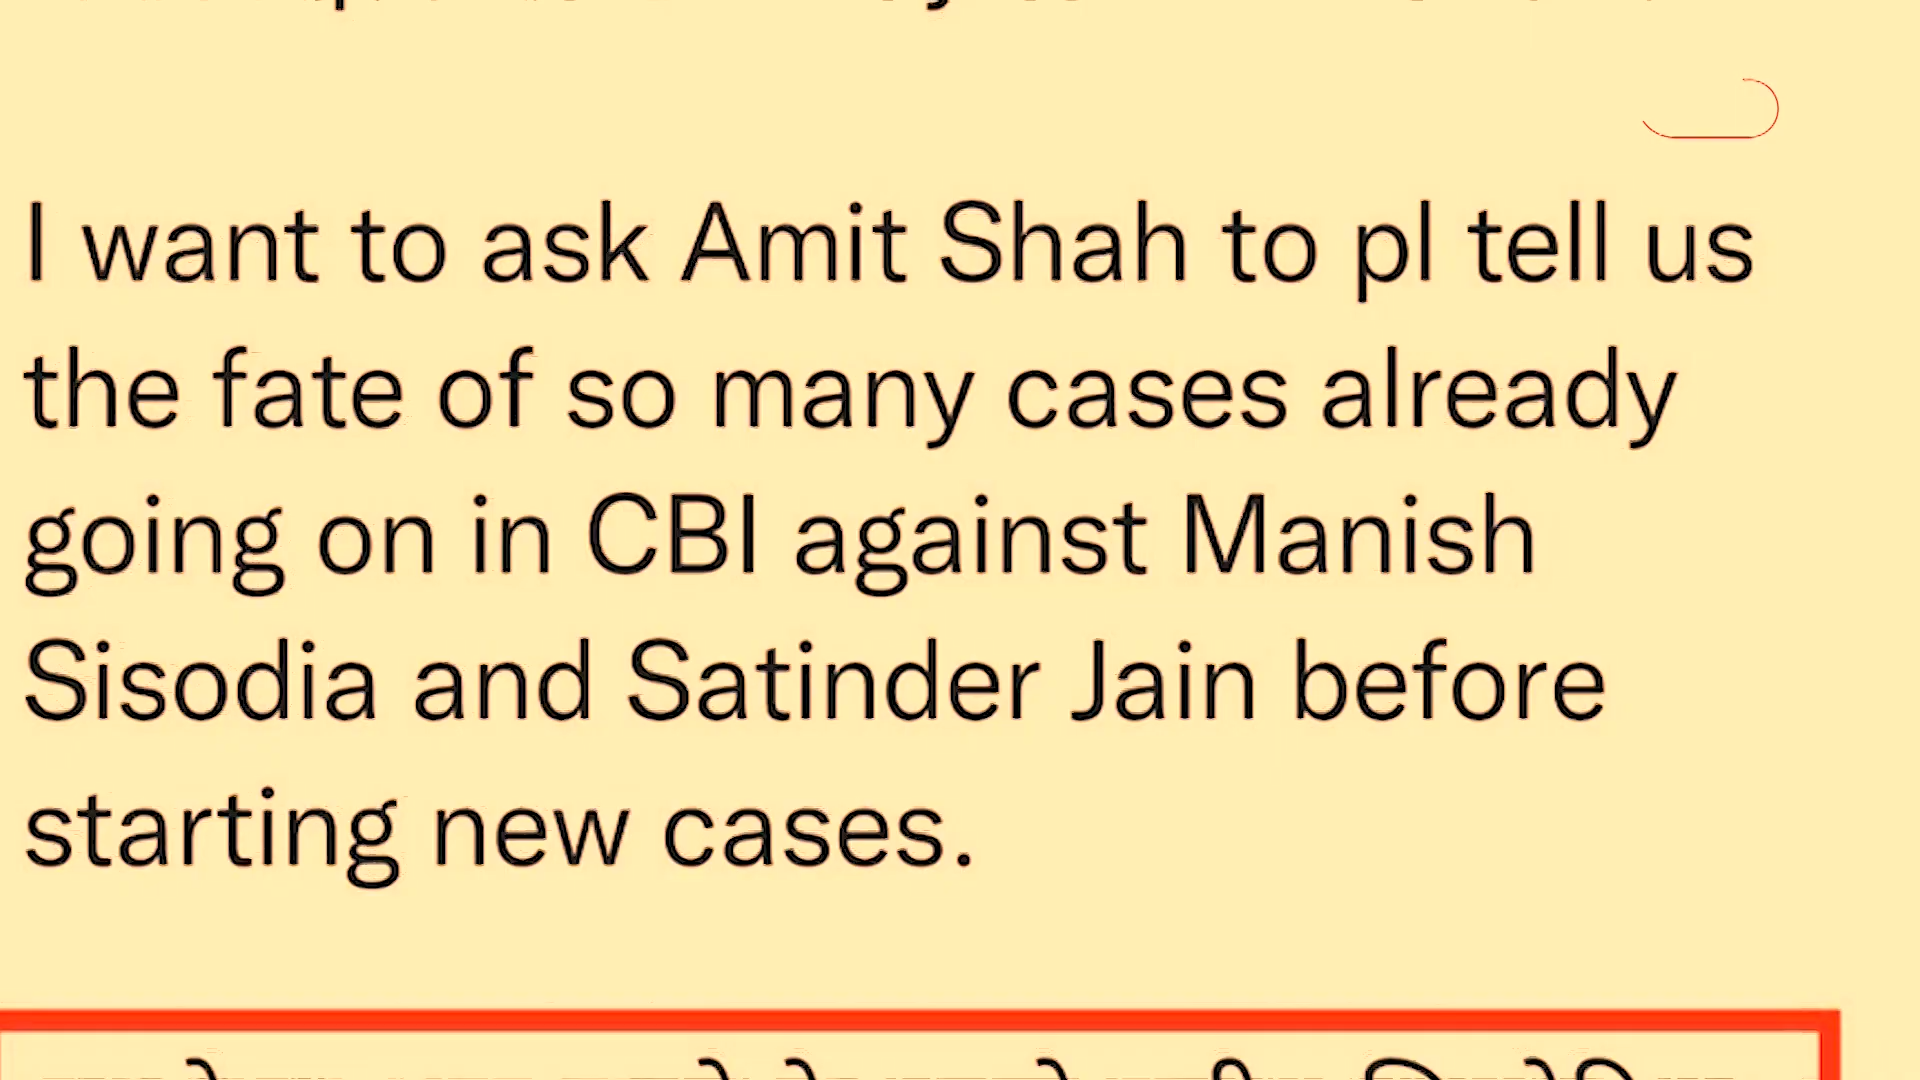 I want to ask Amit Shah to pl tell us
the fate of so many cases already
going on in CBI against Manish
Sisodia and Satinder Jain before
starting new cases.